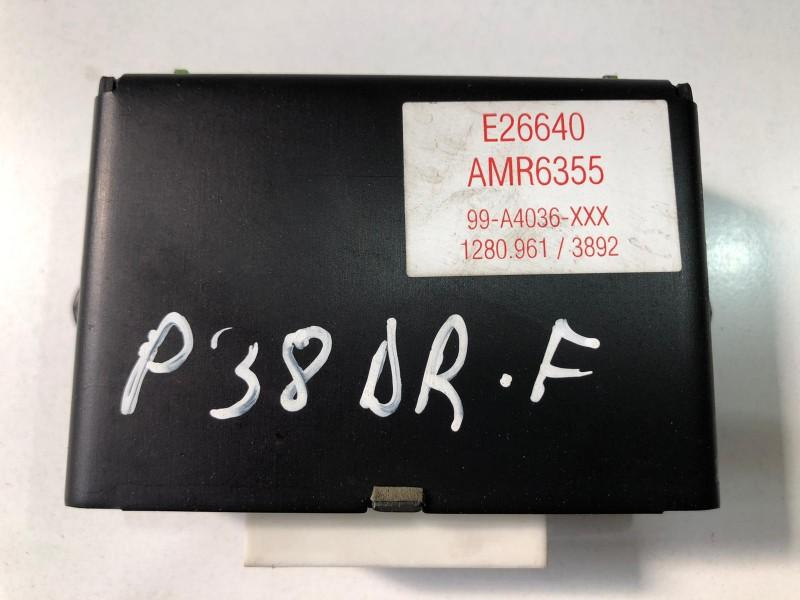 E26640
AMR6355
99-A4036-XXX
1280.961 / 3892
P38 DR.F